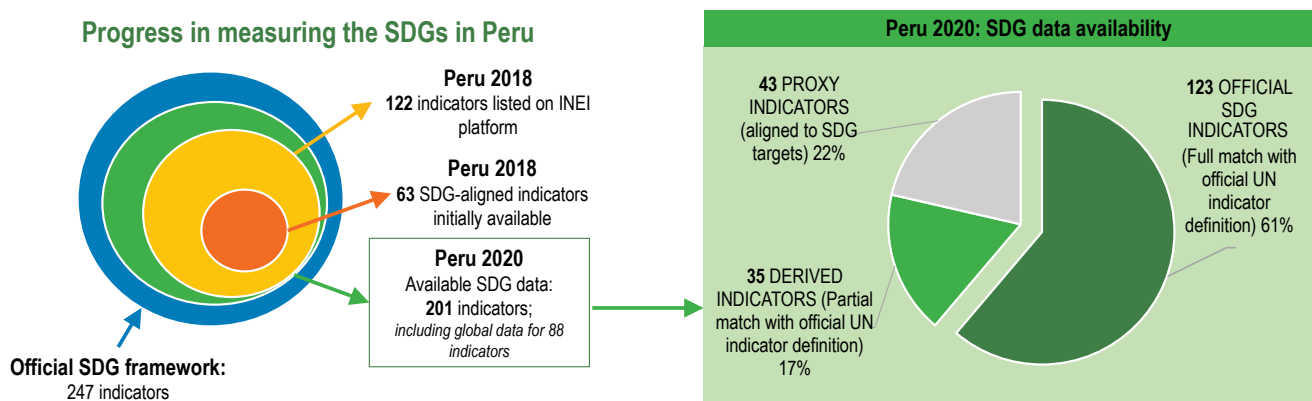 Progress in measuring the SDGs in Peru
Peru 2018
122 indicators listed on INEI
platform
Peru 2018
63 SDG-aligned indicators
initially available
Peru 2020
Available SDG data:
201 indicators;
including global data for 88
indicators
Official SDG framework:
247 indicators
Peru 2020: SDG data availability
43 PROXY
INDICATORS
(aligned to SDG
targets) 22%
123 OFFICIAL
SDG
INDICATORS
(Full match with
official UN
indicator
definition) 61%
35 DERIVED
INDICATORS (Partial
match with official UN
indicator definition)
17%